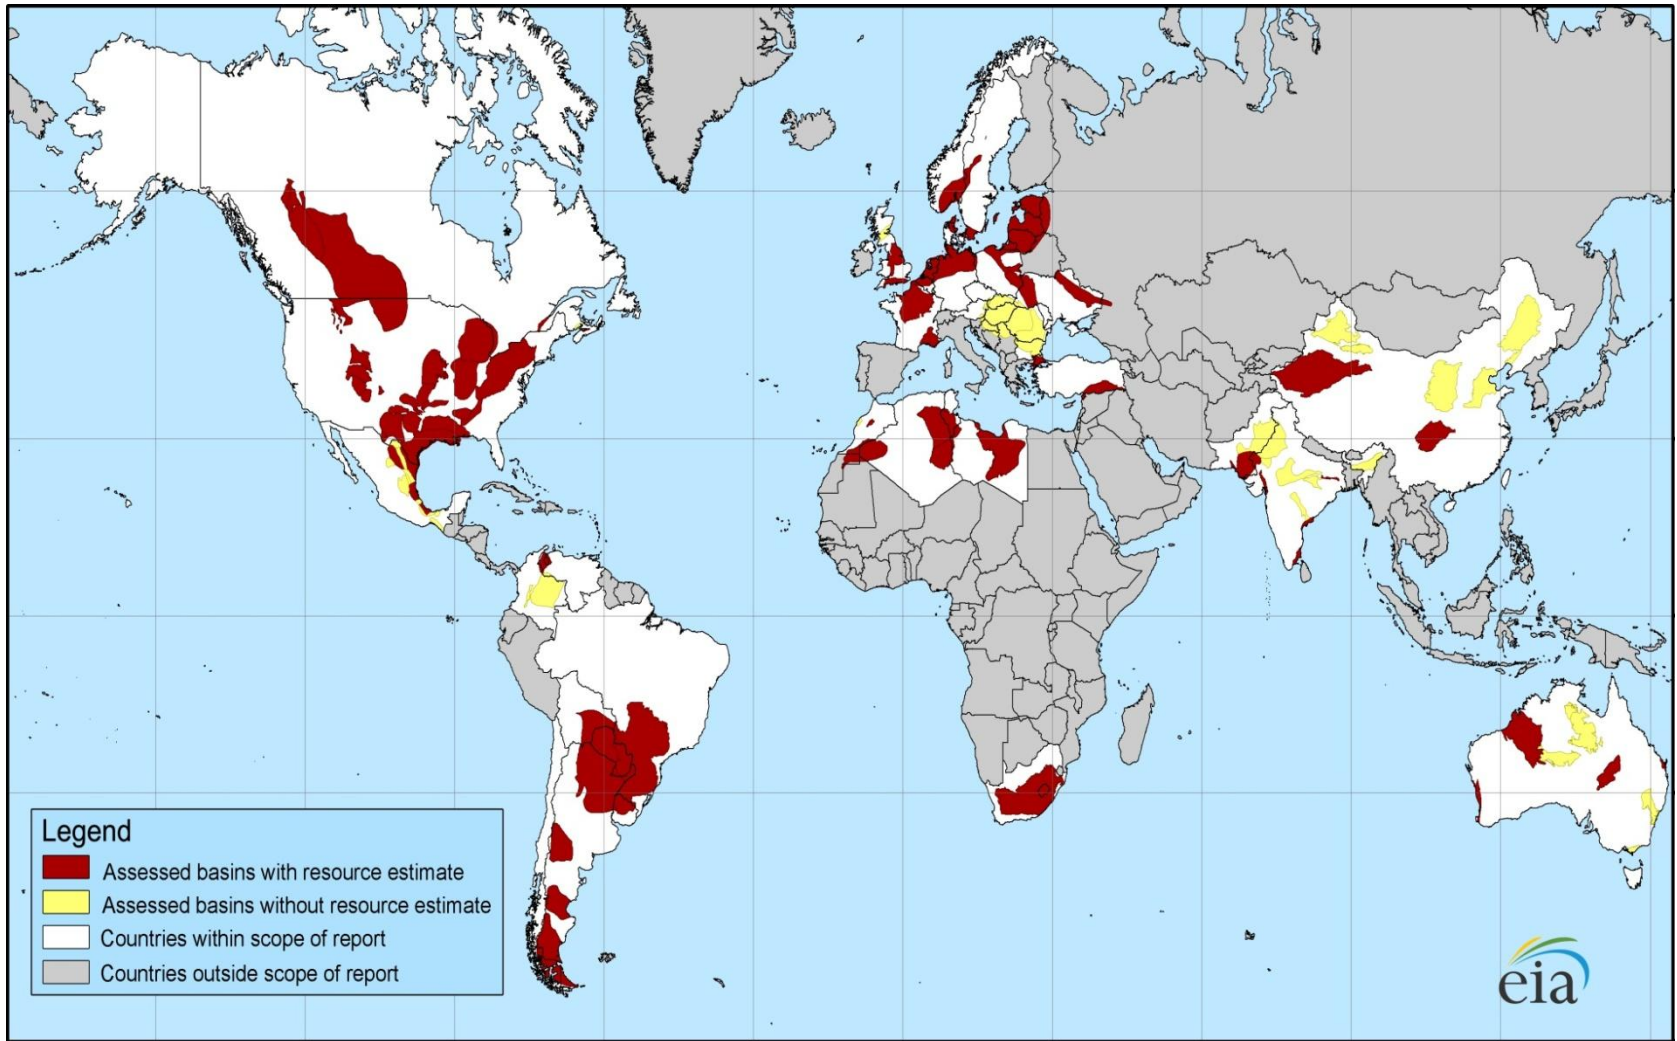 Legend
Assessed basins with resource estimate
Assessed basins without resource estimate
Countries within scope of report
Countries outside scope of report
eia